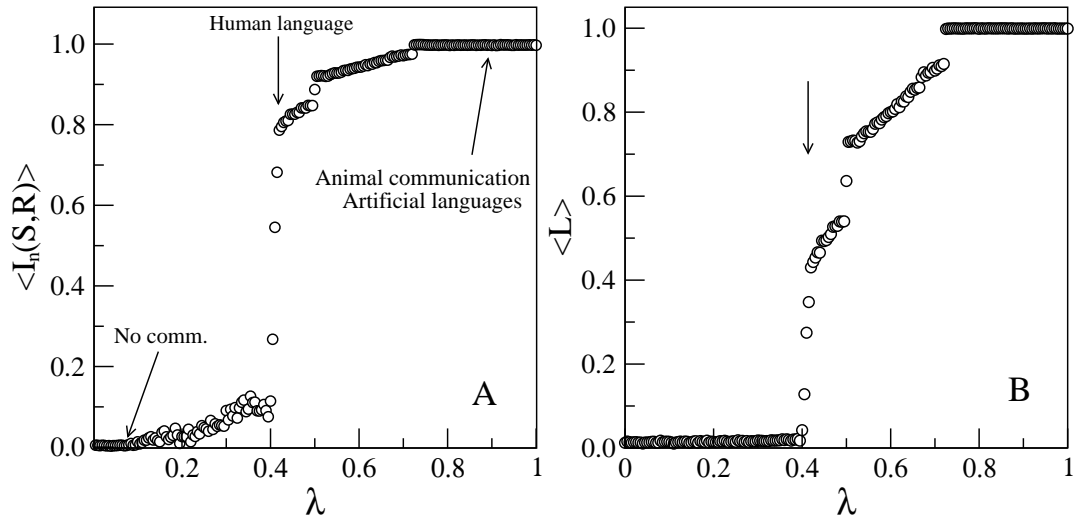 Human language
1.0
0.8
0.6
0.4
0.2
0.0
<I_n(S,R)>
Animal communication
Artificial languages
No comm.
A
0.2
0.4
0.6
0.8
1
λ
1.0
0.8
0.6
0.4
0.2
0.0
<L>
B
0
0.2
0.4
0.6
0.8
1
λ